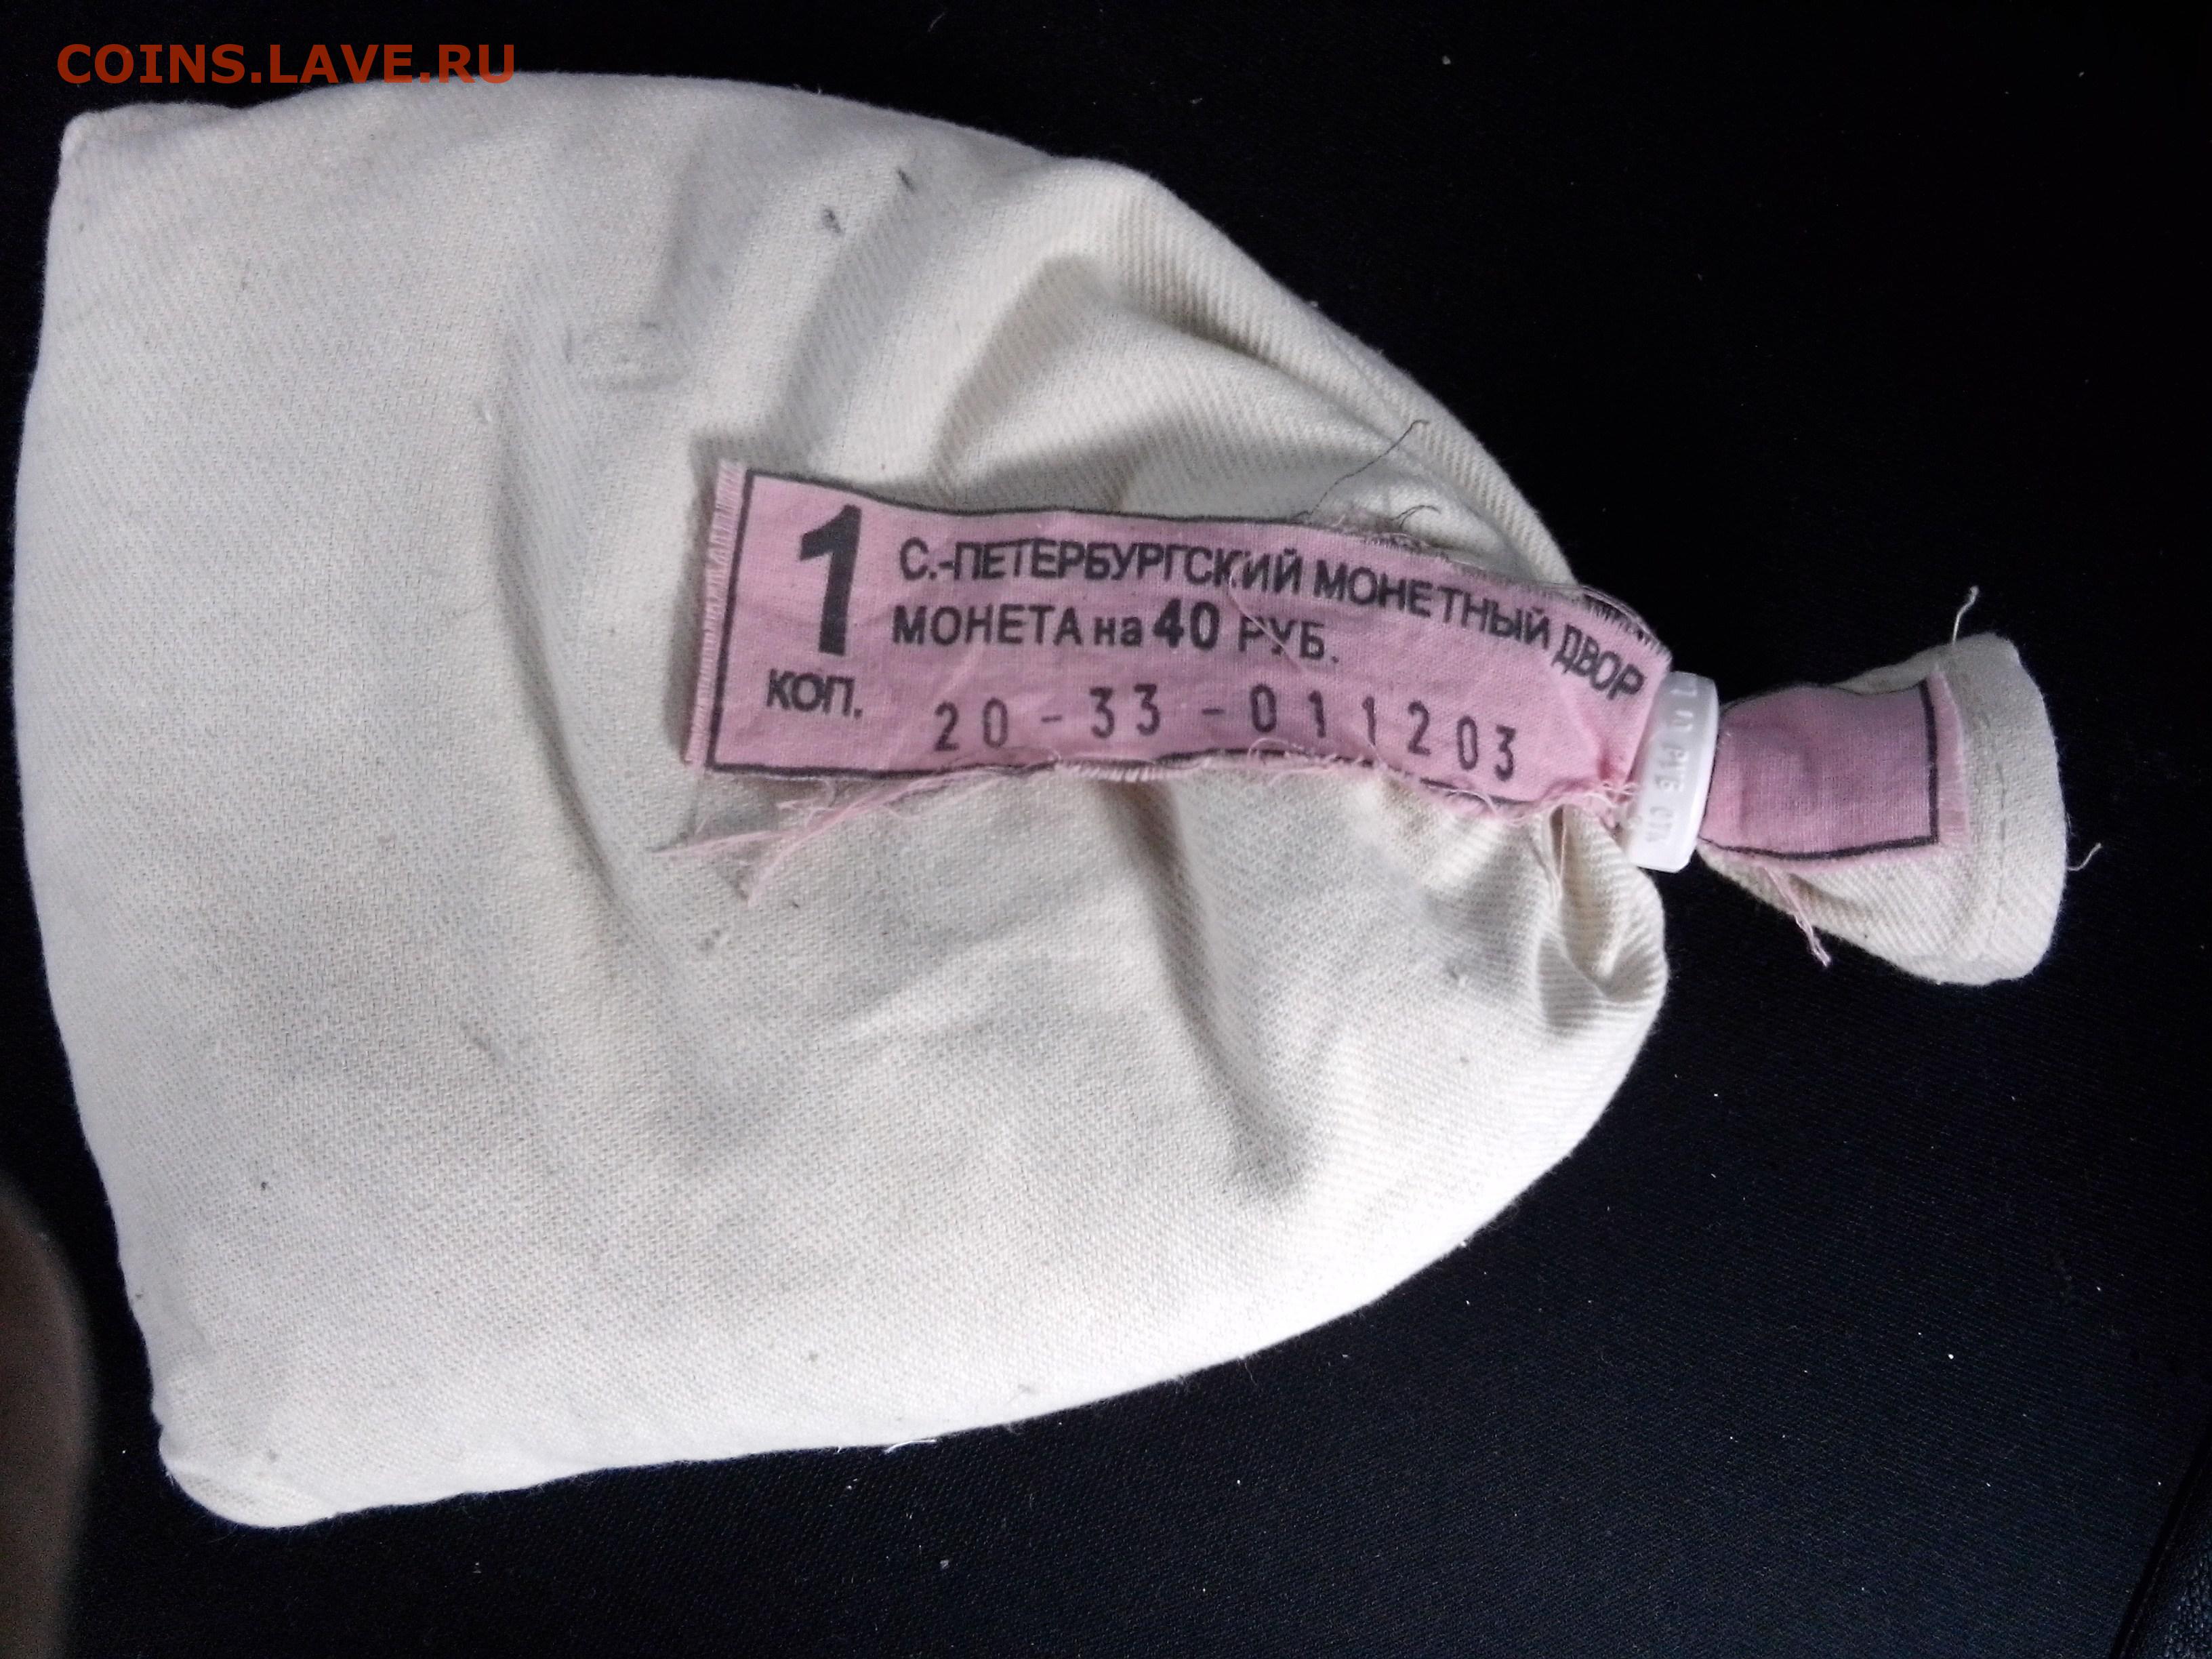 COINS.LAVE.RU
1
КОП.
С.-ПЕТЕРБУРГСКИЙ МОНЕТНЫЙ ДВОР
МОНЕТА на 40 РУБ.
20-33-011203